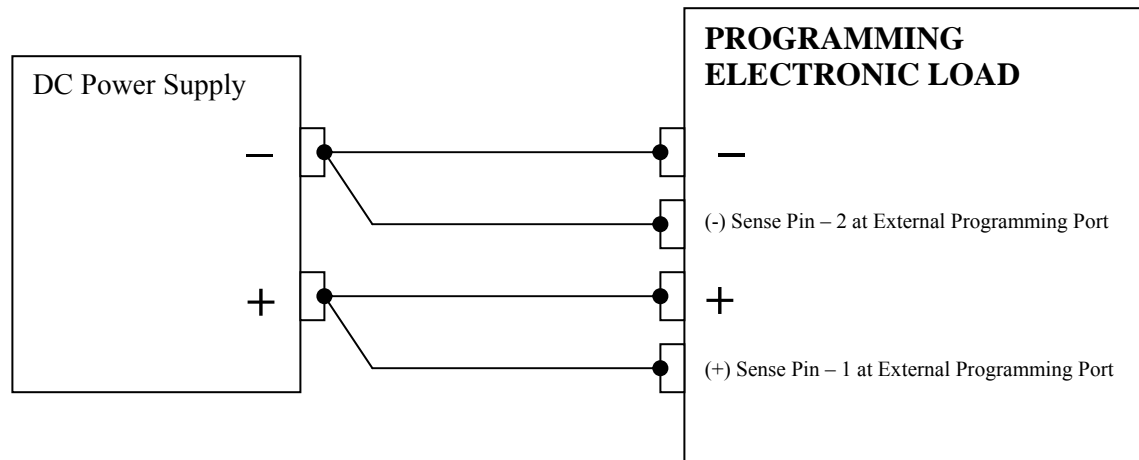 PROGRAMMING
ELECTRONIC LOAD
DC Power Supply
–
–
(-) Sense Pin – 2 at External Programming Port
+
+
(+) Sense Pin – 1 at External Programming Port